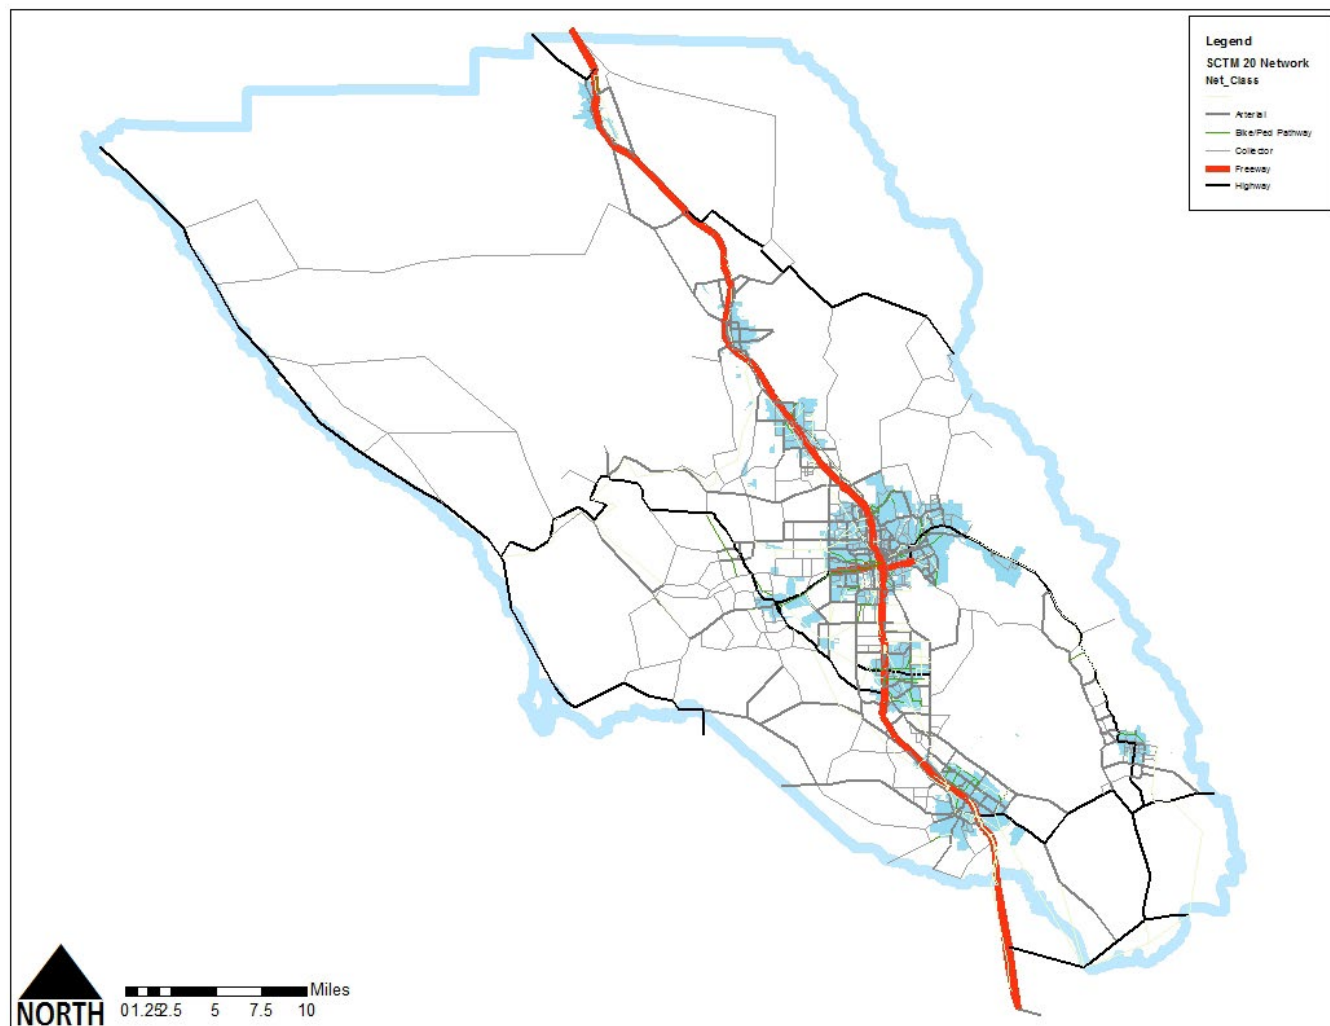 Legend
SCTM 20 Network
Net_Class
Arterial
Bike/Ped Pathway
Collector
Freeway
Highway
Miles
0 1.25 2.5 5 7.5 10
NORTH